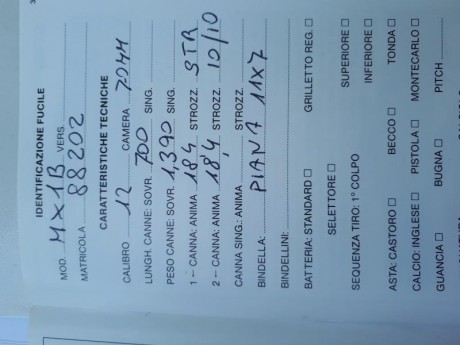 IDENTIFICAZIONE FUCILE
MOD. MX1B VERS.
MATRICOLA 88202
CARATTERISTICHE TECNICHE
CALIBRO 12 CAMERA 70MM
LUNGH. CANNE: SOVR. 700 SING.
PESO CANNE: SOVR. 1,390 SING.
1 – CANNA: ANIMA 18,4 STROZZ. STR
2 – CANNA: ANIMA 18,4 STROZZ. 10/10
CANNA SING.: ANIMA STROZZ.
BINDELLA: PIANA 11x7
BINDELLINI:
BATTERIA: STANDARD ☐ GRILLETTO REG. ☐
SELETTORE ☐
SEQUENZA TIRO: 1° COLPO SUPERIORE ☐
INFERIORE ☐
ASTA: CASTORO ☐ BECCO ☐ TONDA ☐
CALCIO: INGLESE ☐ PISTOLA ☐ MONTECARLO ☐
GUANCIA ☐ BUGNA ☐ PITCH